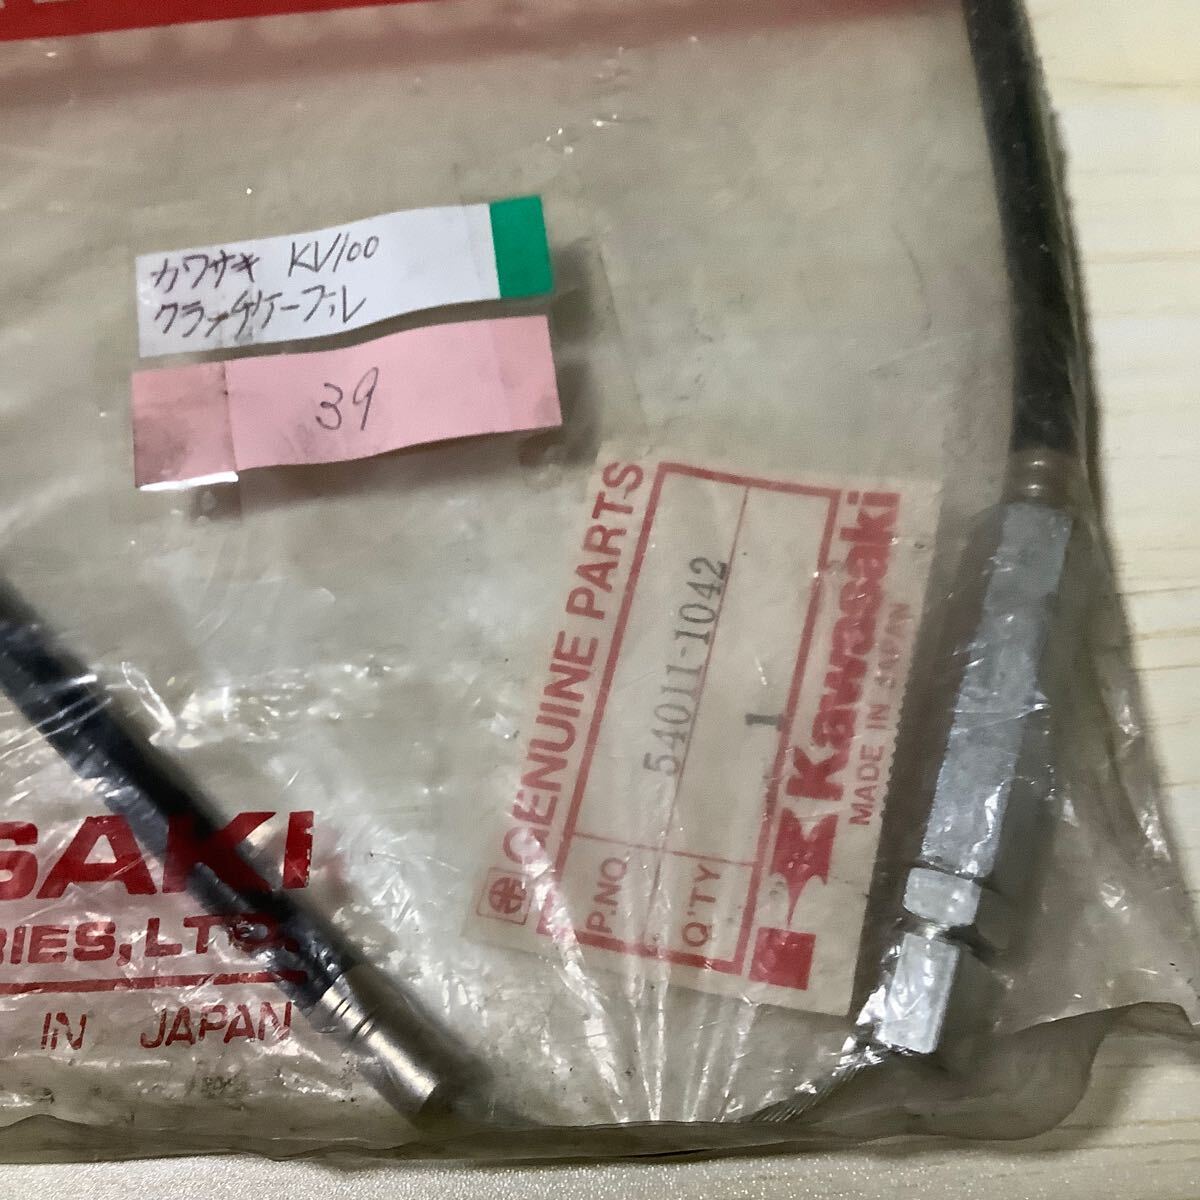 カワサキ KV100
クラッチケーブル
39
GENUINE PARTS
P.NO. 54011-1042
Q'TY 1
Kawasaki
MADE IN JAPAN
SAKI
RIES, LTD.
IN JAPAN